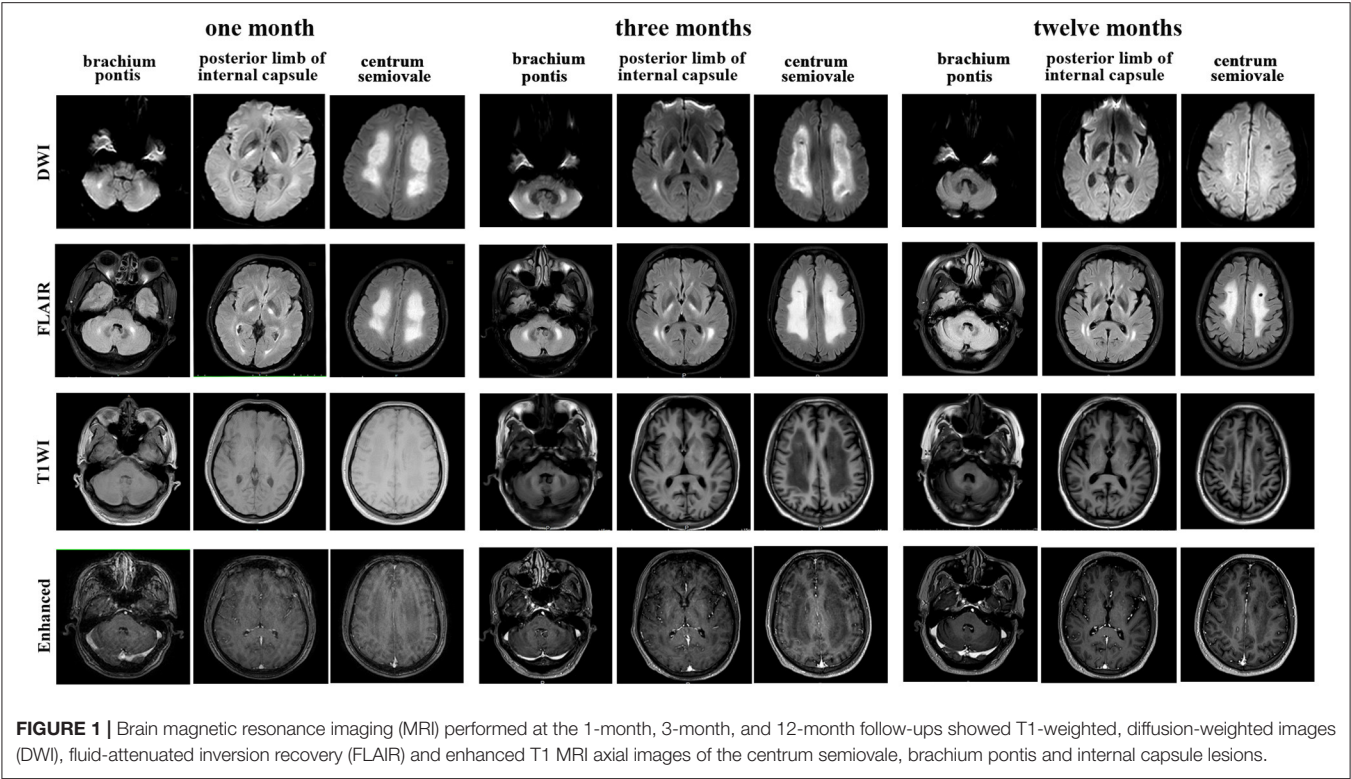 one month
three months
twelve months
brachium pontis
posterior limb of internal capsule
centrum semiovale
brachium pontis
posterior limb of internal capsule
centrum semiovale
brachium pontis
posterior limb of internal capsule
centrum semiovale
DWI
FLAIR
T1WI
Enhanced
FIGURE 1 | Brain magnetic resonance imaging (MRI) performed at the 1-month, 3-month, and 12-month follow-ups showed T1-weighted, diffusion-weighted images
(DWI), fluid-attenuated inversion recovery (FLAIR) and enhanced T1 MRI axial images of the centrum semiovale, brachium pontis and internal capsule lesions.